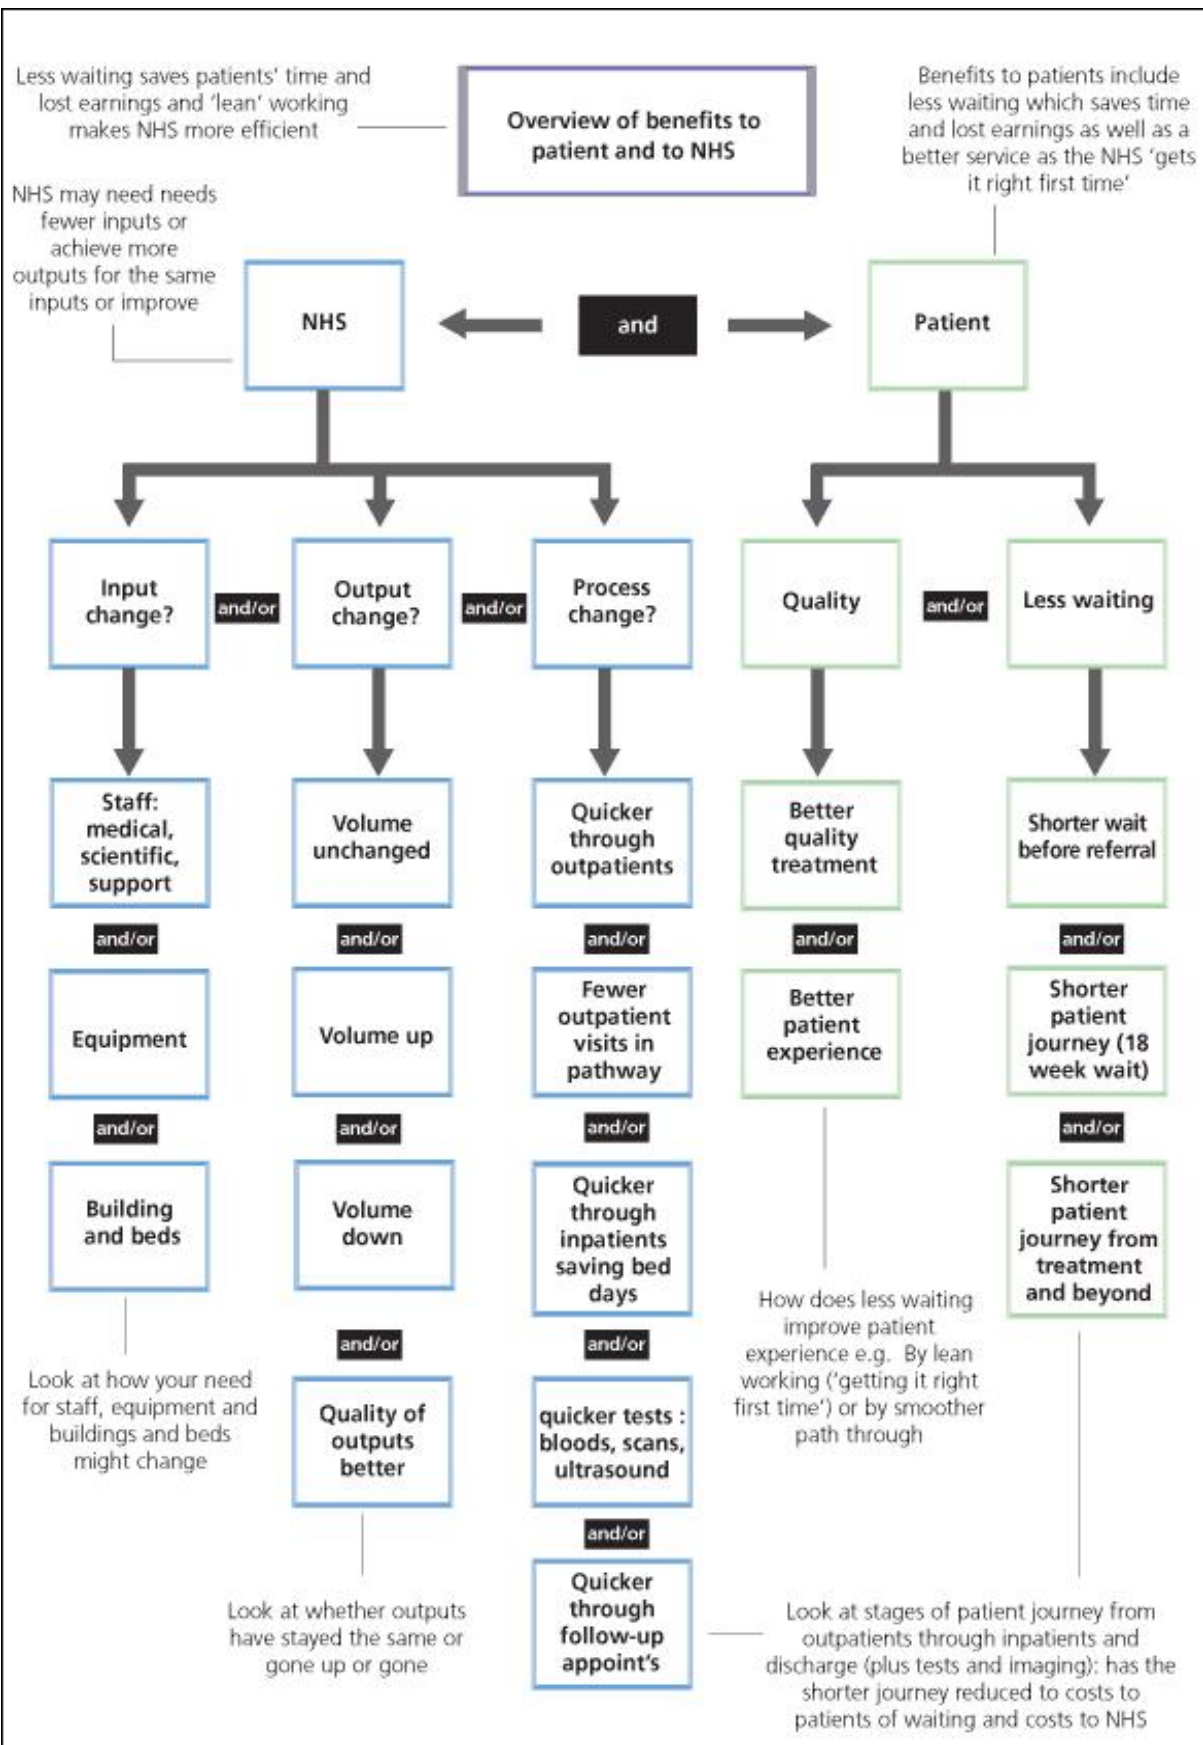 Less waiting saves patients' time and
lost earnings and 'lean' working
makes NHS more efficient
Overview of benefits to
patient and to NHS
Benefits to patients include
less waiting which saves time
and lost earnings as well as a
better service as the NHS 'gets
it right first time'
NHS may need needs
fewer inputs or
achieve more
outputs for the same
inputs or improve
NHS
and
Patient
Input
change?
and/or
Output
change?
and/or
Process
change?
Quality
and/or
Less waiting
Staff:
medical,
scientific,
support
and/or
Equipment
and/or
Building
and beds
Look at how your need
for staff, equipment and
buildings and beds
might change
Volume
unchanged
and/or
Volume up
and/or
Volume
down
and/or
Quality of
outputs
better
Look at whether outputs
have stayed the same or
gone up or gone
Quicker
through
outpatients
and/or
Fewer
outpatient
visits in
pathway
and/or
Quicker
through
inpatients
saving bed
days
and/or
quicker tests :
bloods, scans,
ultrasound
and/or
Quicker
through
follow-up
appoint's
Better
quality
treatment
and/or
Better
patient
experience
How does less waiting
improve patient
experience e.g. By lean
working ('getting it right
first time') or by smoother
path through
Shorter wait
before referral
and/or
Shorter
patient
journey (18
week wait)
and/or
Shorter
patient
journey from
treatment
and beyond
Look at stages of patient journey from
outpatients through inpatients and
discharge (plus tests and imaging): has the
shorter journey reduced to costs to
patients of waiting and costs to NHS